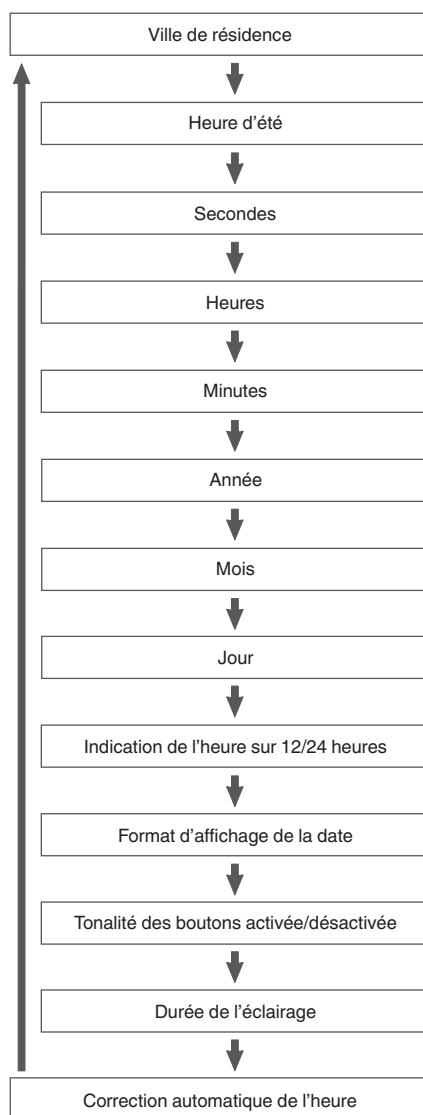 Ville de résidence
Heure d’été
Secondes
Heures
Minutes
Année
Mois
Jour
Indication de l’heure sur 12/24 heures
Format d’affichage de la date
Tonalité des boutons activée/désactivée
Durée de l’éclairage
Correction automatique de l’heure